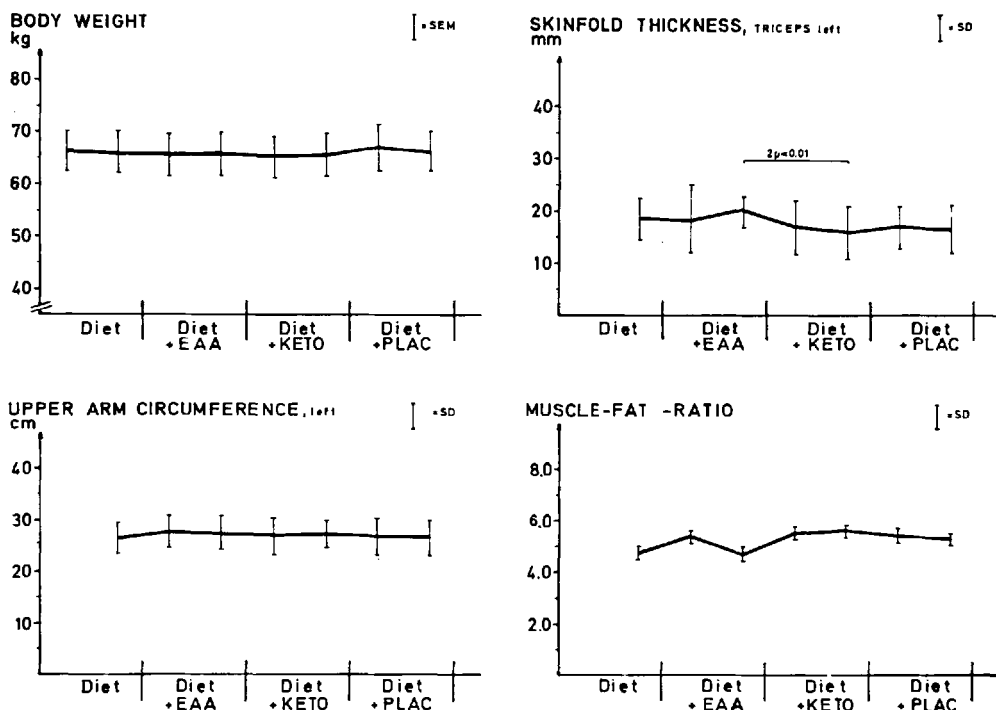 BODY WEIGHT
kg
I = SEM
80
70
60
50
40
Diet
Diet
+EAA
Diet
+KETO
Diet
+PLAC
SKINFOLD THICKNESS, TRICEPS left
mm
I = SD
40
30
20
10
2p<0.01
Diet
Diet
+EAA
Diet
+ KETO
Diet
+ PLAC
UPPER ARM CIRCUMFERENCE, left
cm
I = SD
40
30
20
10
Diet
Diet
+ EAA
Diet
+ KETO
Diet
+ PLAC
MUSCLE-FAT -RATIO
I = SD
8.0
6.0
4.0
2.0
Diet
Diet
+ EAA
Diet
+ KETO
Diet
+ PLAC